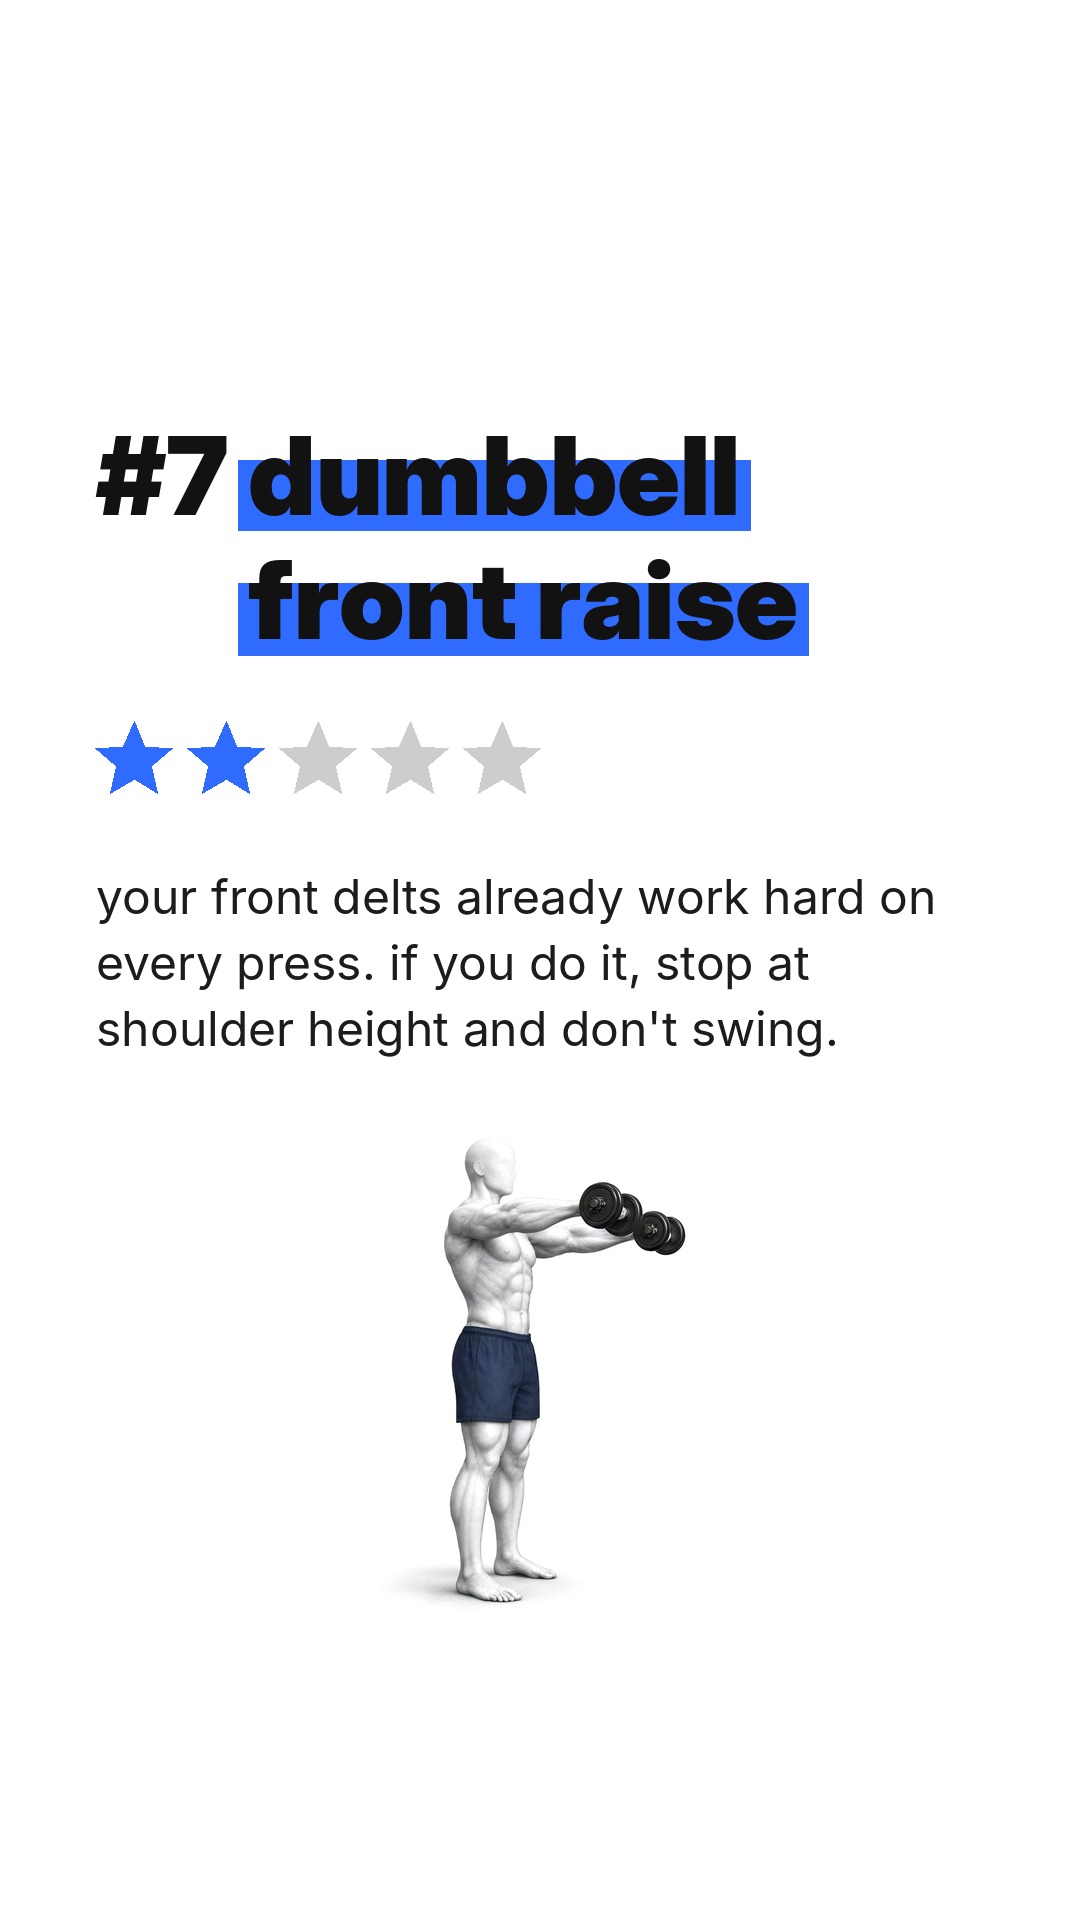 #7 dumbbell
front raise
your front delts already work hard on
every press. if you do it, stop at
shoulder height and don't swing.